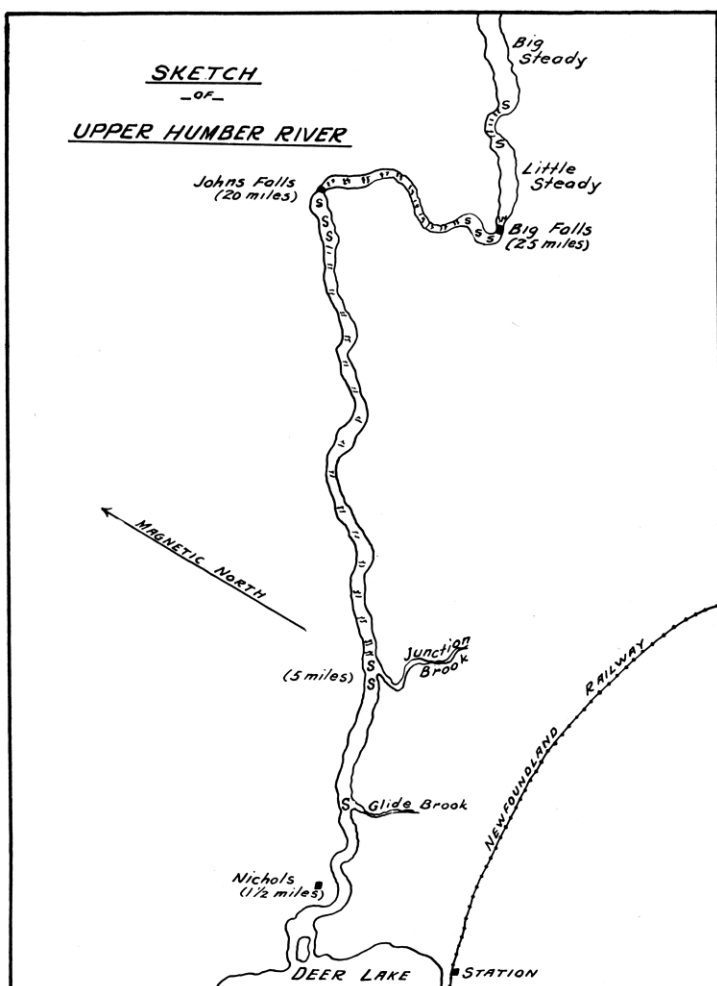 SKETCH
OF
UPPER HUMBER RIVER
Big
Steady
Little
Steady
Johns Falls
(20 miles)
Big Falls
(25 miles)
S
S
S
S
S
S
S
S
MAGNETIC NORTH
Junction
Brook
(5 miles)
S
S
NEWFOUNDLAND RAILWAY
S
Glide Brook
Nichols
(1½ miles)
DEER LAKE
STATION